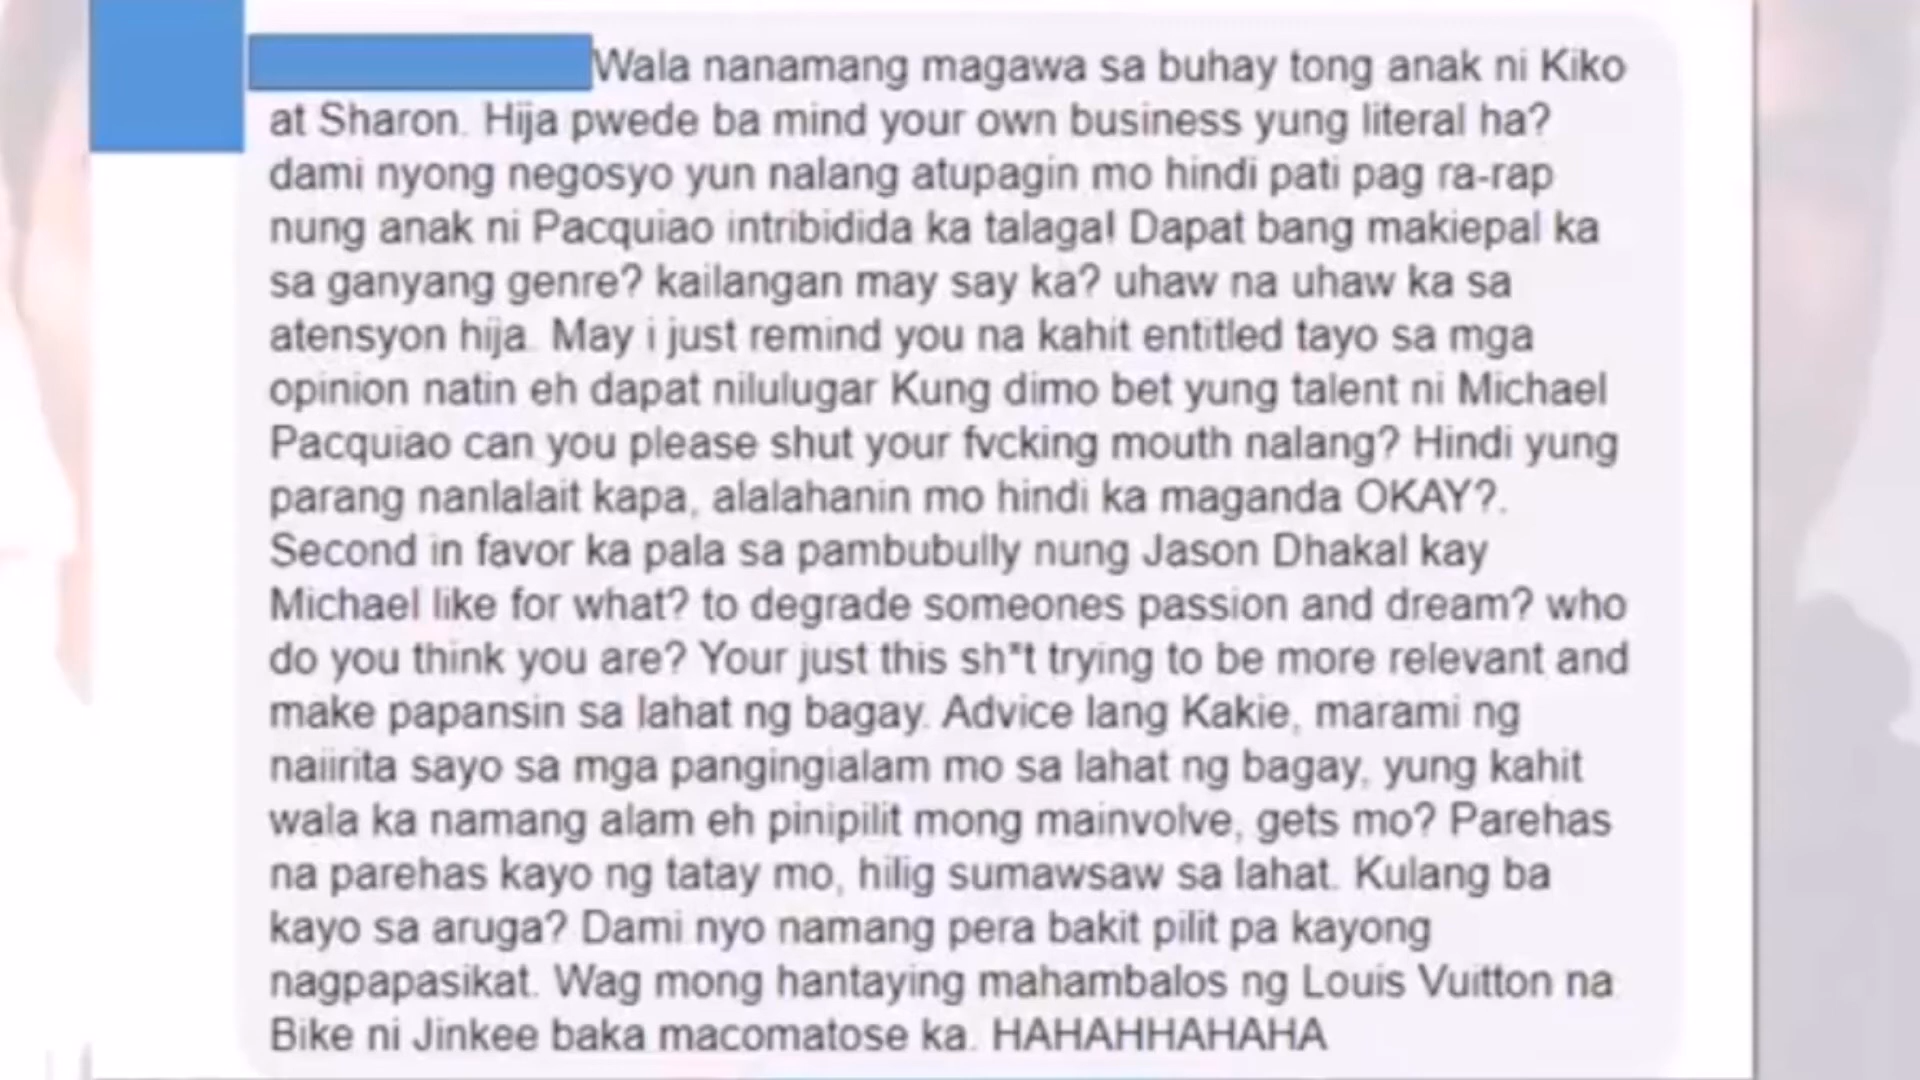 Wala nanamang magawa sa buhay tong anak ni Kiko
at Sharon. Hija pwede ba mind your own business yung literal ha?
dami nyong negosyo yun nalang atupagin mo hindi pati pag ra-rap
nung anak ni Pacquiao intribidida ka talaga! Dapat bang makiepal ka
sa ganyang genre? kailangan may say ka? uhaw na uhaw ka sa
atensyon hija. May i just remind you na kahit entitled tayo sa mga
opinion natin eh dapat nilulugar Kung dimo bet yung talent ni Michael
Pacquiao can you please shut your fvcking mouth nalang? Hindi yung
parang nanlalait kapa, alalahanin mo hindi ka maganda OKAY?.
Second in favor ka pala sa pambubully nung Jason Dhakal kay
Michael like for what? to degrade someones passion and dream? who
do you think you are? Your just this sh*t trying to be more relevant and
make papansin sa lahat ng bagay. Advice lang Kakie, marami ng
naiirita sayo sa mga pangingialam mo sa lahat ng bagay, yung kahit
wala ka namang alam eh pinipilit mong mainvolve, gets mo? Parehas
na parehas kayo ng tatay mo, hilig sumawsaw sa lahat. Kulang ba
kayo sa aruga? Dami nyo namang pera bakit pilit pa kayong
nagpapasikat. Wag mong hantaying mahambalos ng Louis Vuitton na
Bike ni Jinkee baka macomatose ka. HAHAHHAHAHA